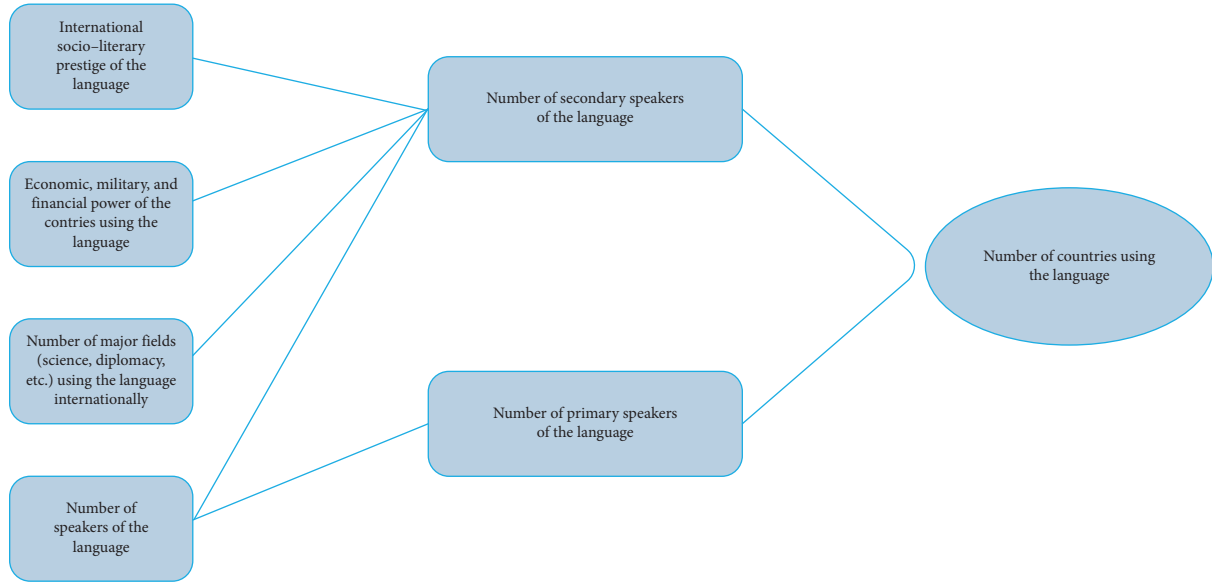 International
socio–literary
prestige of the
language
Economic, military, and
financial power of the
contries using the
language
Number of major fields
(science, diplomacy,
etc.) using the language
internationally
Number of
speakers of the
language
Number of secondary speakers
of the language
Number of primary speakers
of the language
Number of countries using
the language